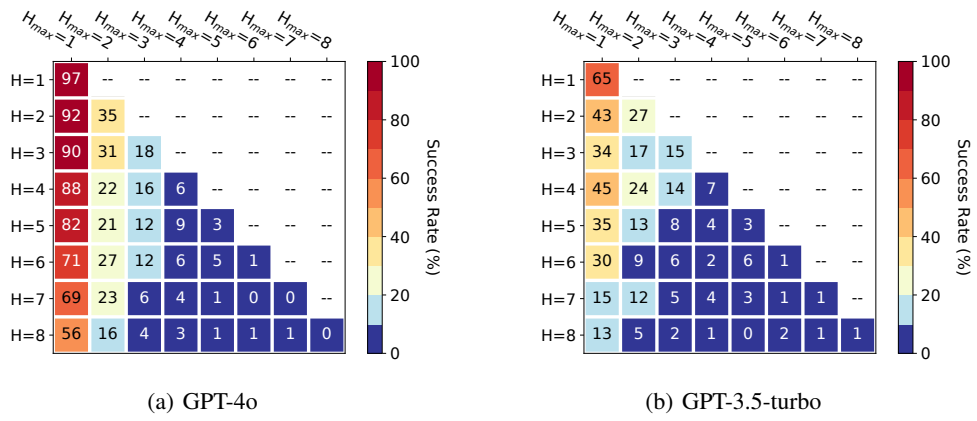 H_max=1 H_max=2 H_max=3 H_max=4 H_max=5 H_max=6 H_max=7 H_max=8
H=1 97 -- -- -- -- -- -- --
H=2 92 35 -- -- -- -- -- --
H=3 90 31 18 -- -- -- -- --
H=4 88 22 16 6 -- -- -- --
H=5 82 21 12 9 3 -- -- --
H=6 71 27 12 6 5 1 -- --
H=7 69 23 6 4 1 0 0 --
H=8 56 16 4 3 1 1 1 0
100
80
60
40
20
0
Success Rate (%)
(a) GPT-4o
H_max=1 H_max=2 H_max=3 H_max=4 H_max=5 H_max=6 H_max=7 H_max=8
H=1 65 -- -- -- -- -- -- --
H=2 43 27 -- -- -- -- -- --
H=3 34 17 15 -- -- -- -- --
H=4 45 24 14 7 -- -- -- --
H=5 35 13 8 4 3 -- -- --
H=6 30 9 6 2 6 1 -- --
H=7 15 12 5 4 3 1 1 --
H=8 13 5 2 1 0 2 1 1
100
80
60
40
20
0
Success Rate (%)
(b) GPT-3.5-turbo